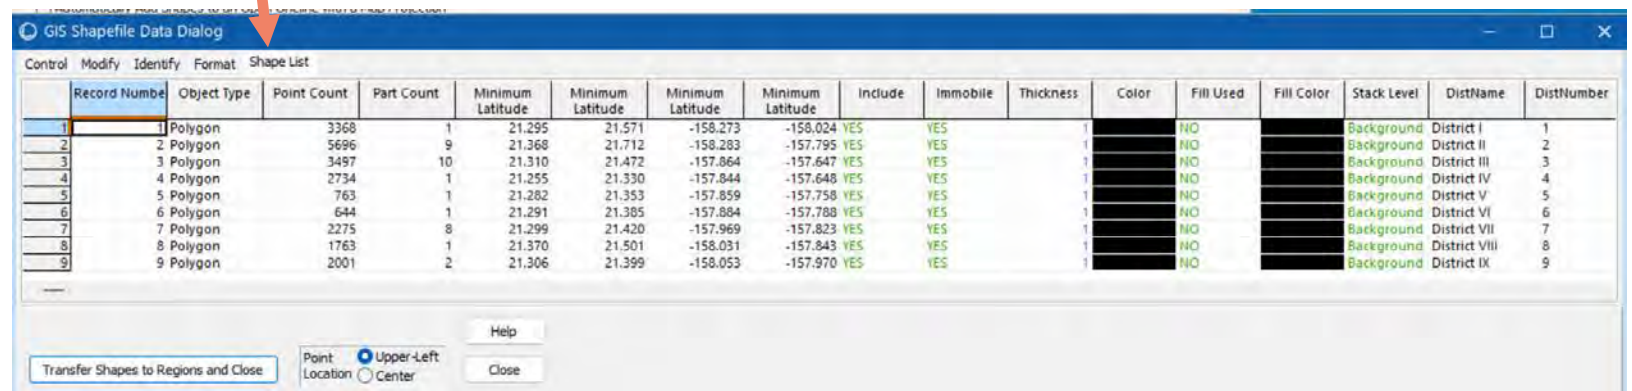 Automatically Add Shapes to an Open Timeline with a Map Projection
GIS Shapefile Data Dialog
Control Modify Identify Format Shape List
Record Numbe Object Type Point Count Part Count Minimum Latitude Minimum Latitude Minimum Latitude Minimum Latitude Include Immobile Thickness Color Fill Used Fill Color Stack Level DistName DistNumber
1 1 Polygon 3368 1 21.295 21.571 -158.273 -158.024 YES YES 1 NO Background District I 1
2 2 Polygon 5696 9 21.368 21.712 -158.283 -157.795 YES YES 1 NO Background District II 2
3 3 Polygon 3497 10 21.310 21.472 -157.864 -157.647 YES YES 1 NO Background District III 3
4 4 Polygon 2734 1 21.255 21.330 -157.844 -157.648 YES YES 1 NO Background District IV 4
5 5 Polygon 763 1 21.282 21.353 -157.859 -157.758 YES YES 1 NO Background District V 5
6 6 Polygon 644 1 21.291 21.385 -157.884 -157.788 YES YES 1 NO Background District VI 6
7 7 Polygon 2275 8 21.299 21.420 -157.969 -157.823 YES YES 1 NO Background District VII 7
8 8 Polygon 1763 1 21.370 21.501 -158.031 -157.843 YES YES 1 NO Background District VIII 8
9 9 Polygon 2001 2 21.306 21.399 -158.053 -157.970 YES YES 1 NO Background District IX 9
Help
Transfer Shapes to Regions and Close
Point Location
Upper-Left
Center
Close